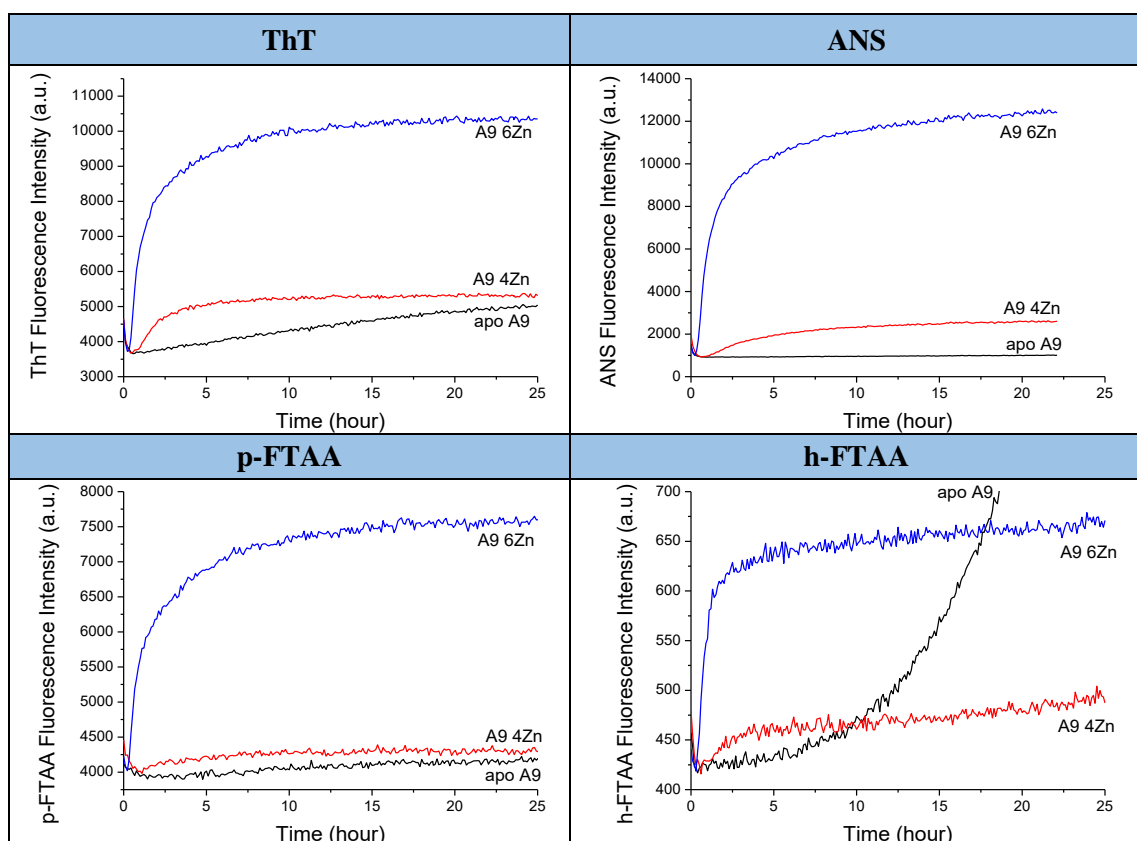 ThT
ANS
ThT Fluorescence Intensity (a.u.)
11000
10000
9000
8000
7000
6000
5000
4000
3000
A9 6Zn
A9 4Zn
apo A9
0 5 10 15 20 25
Time (hour)
ANS Fluorescence Intensity (a.u.)
14000
12000
10000
8000
6000
4000
2000
0
A9 6Zn
A9 4Zn
apo A9
0 5 10 15 20 25
Time (hour)
p-FTAA
h-FTAA
p-FTAA Fluorescence Intensity (a.u.)
8000
7500
7000
6500
6000
5500
5000
4500
4000
A9 6Zn
A9 4Zn
apo A9
0 5 10 15 20 25
Time (hour)
h-FTAA Fluorescence Intensity (a.u.)
700
650
600
550
500
450
400
apo A9
A9 6Zn
A9 4Zn
0 5 10 15 20 25
Time (hour)